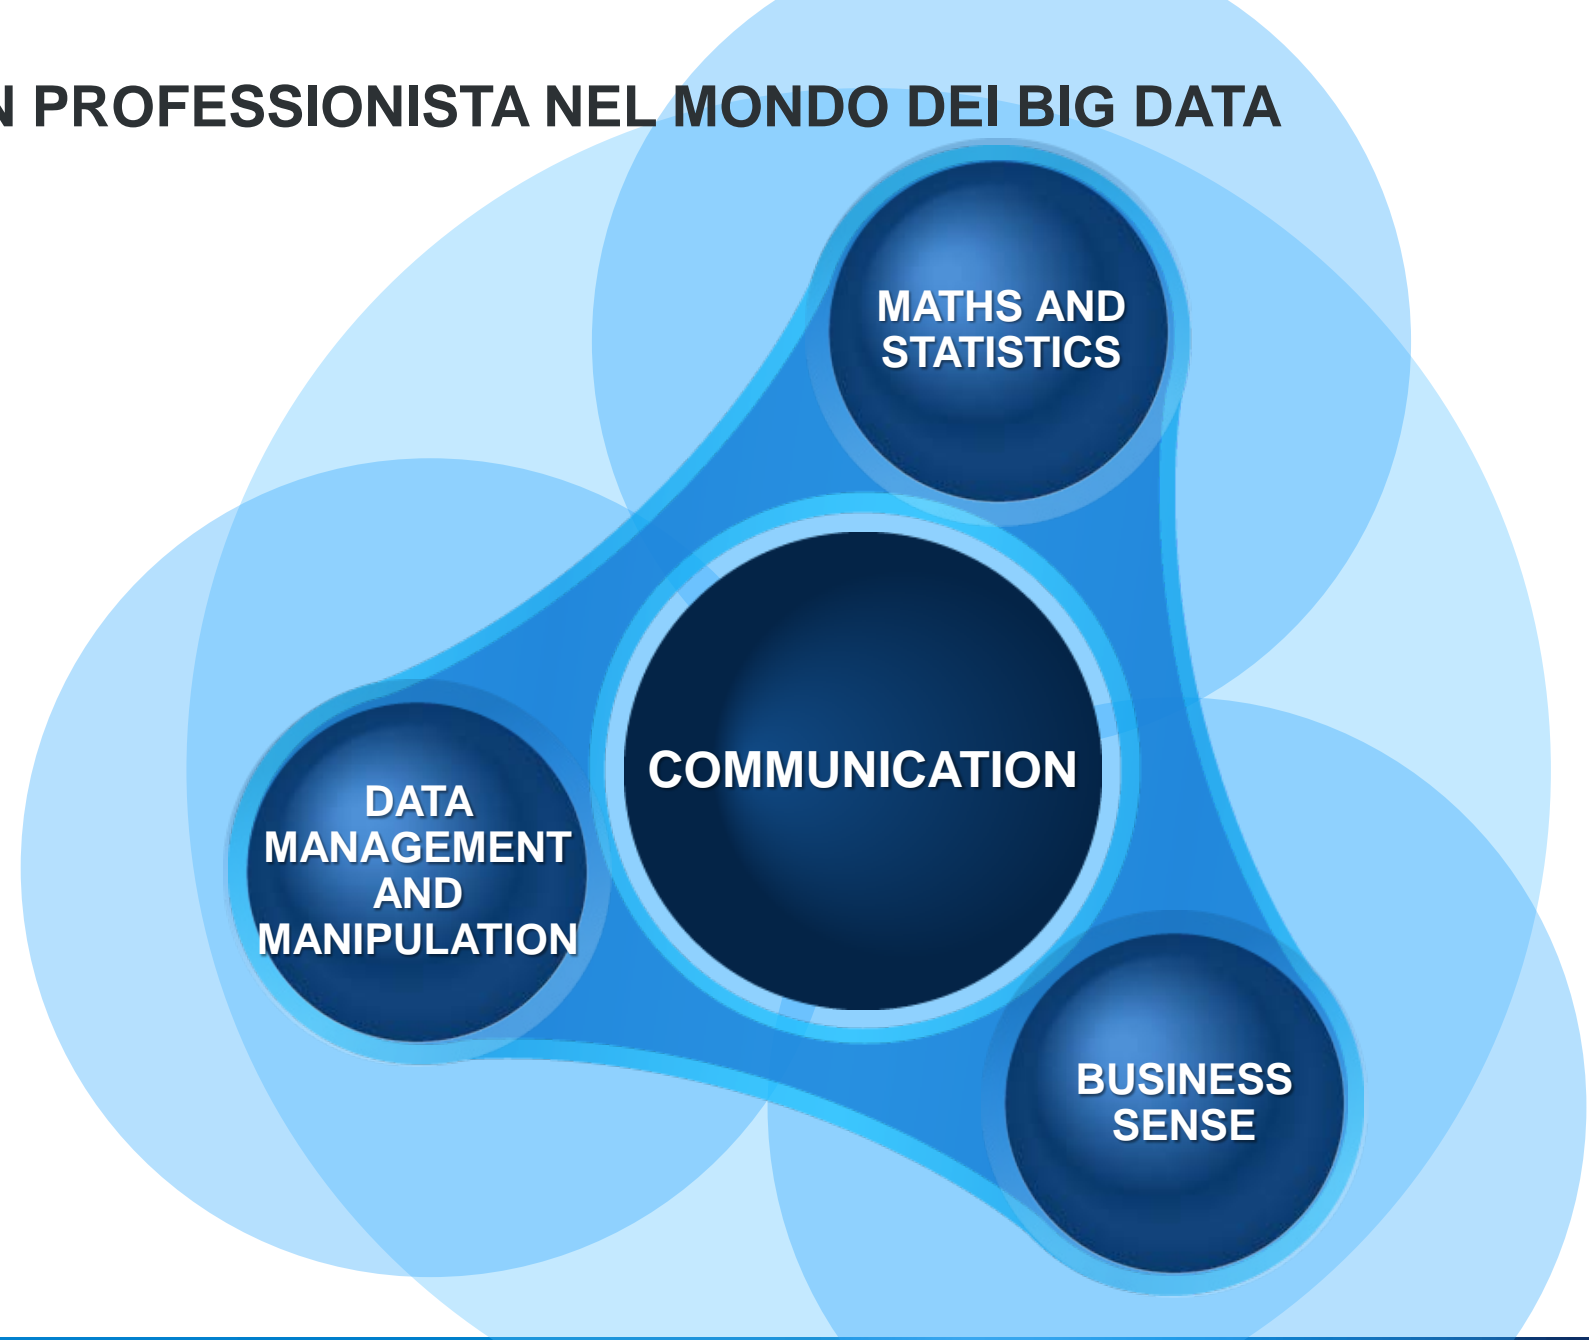 N PROFESSIONISTA NEL MONDO DEI BIG DATA
MATHS AND
STATISTICS
COMMUNICATION
DATA
MANAGEMENT
AND
MANIPULATION
BUSINESS
SENSE